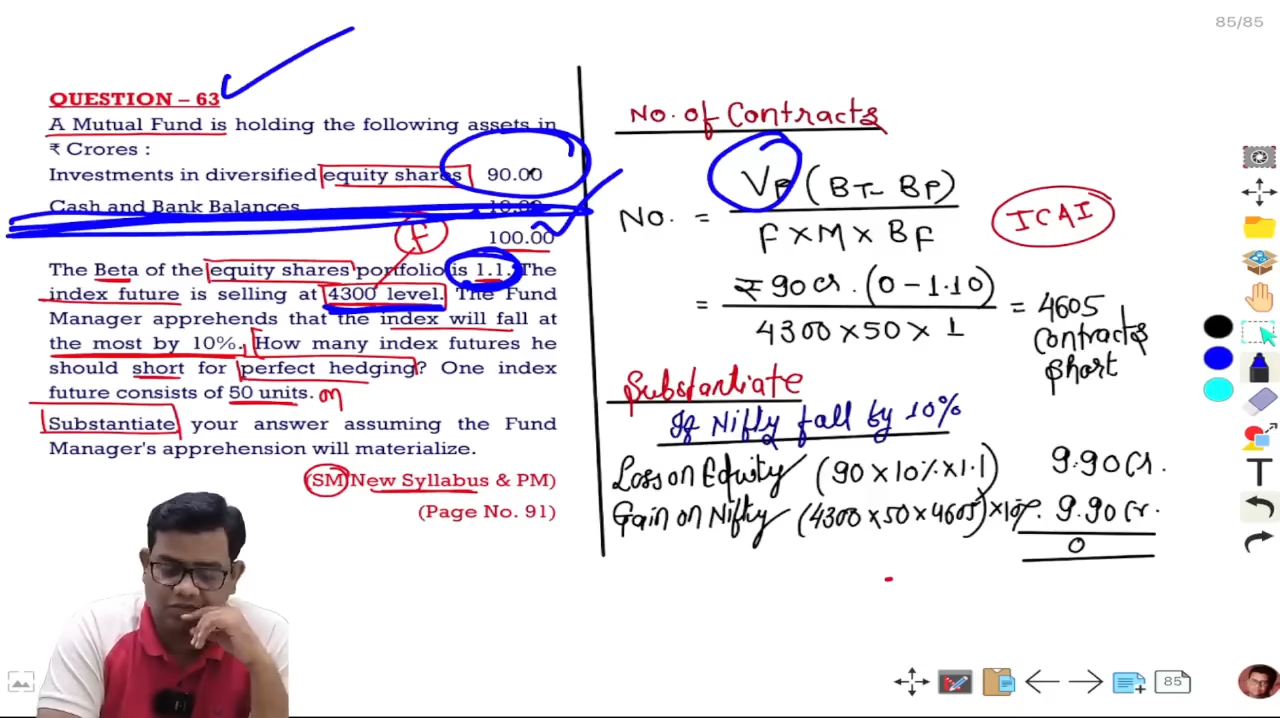 85/85
QUESTION – 63
A Mutual Fund is holding the following assets in
₹ Crores :
Investments in diversified equity shares 90.00
Cash and Bank Balances 10.00
100.00
The Beta of the equity shares portfolio is 1.1. The
index future is selling at 4300 level. The Fund
Manager apprehends that the index will fall at
the most by 10%. How many index futures he
should short for perfect hedging? One index
future consists of 50 units. m
Substantiate your answer assuming the Fund
Manager's apprehension will materialize.
(SM New Syllabus & PM)
(Page No. 91)
F
No. of Contracts
No. = VP (BT - BP)
F × M × BF
ICAI
= ₹ 90 cr. (0 - 1.10)
4300 × 50 × 1
= 4605
Contracts
Short
Substantiate
If Nifty fall by 10%
Loss on Equity (90 × 10% × 1.1) 9.90 Cr.
Gain on Nifty (4300 × 50 × 4605) × 10%. 9.90 Cr.
0
85
T